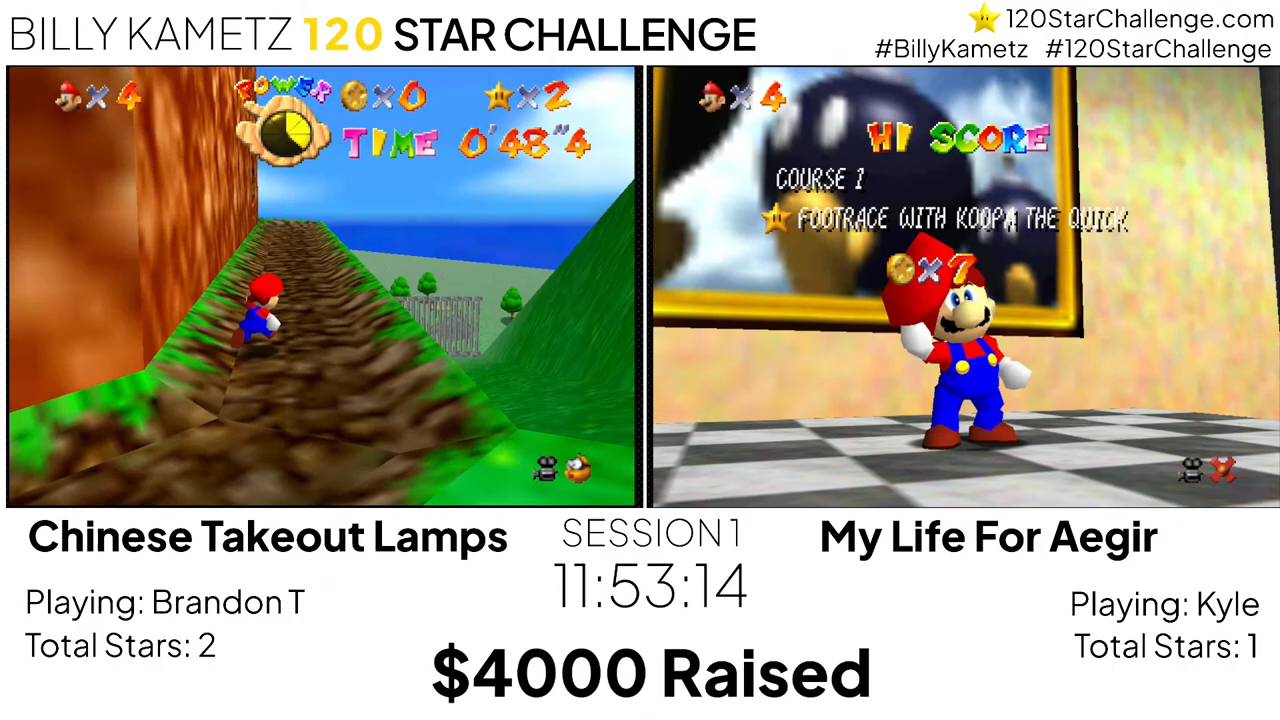 BILLY KAMETZ 120 STAR CHALLENGE
120StarChallenge.com
#BillyKametz #120StarChallenge
×4
POWER
×0
×2
TIME 0'48"4
×4
HI SCORE
COURSE 1
FOOTRACE WITH KOOPA THE QUICK
×7
Chinese Takeout Lamps
Playing: Brandon T
Total Stars: 2
SESSION 1
11:53:14
My Life For Aegir
Playing: Kyle
Total Stars: 1
$4000 Raised